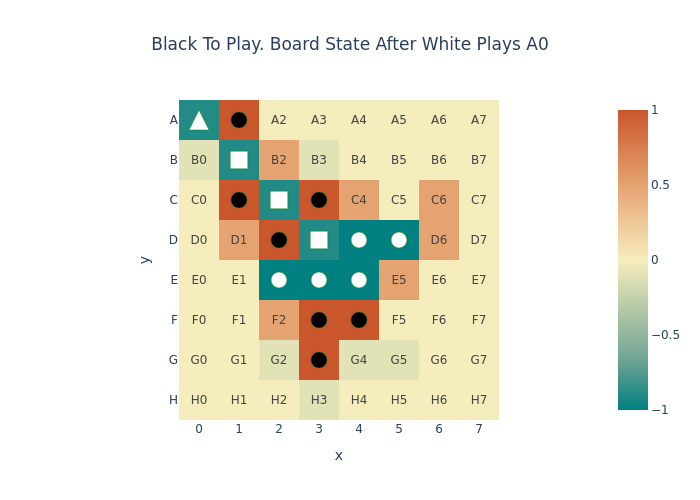 Black To Play. Board State After White Plays A0
A A2 A3 A4 A5 A6 A7
B B0 B2 B3 B4 B5 B6 B7
C C0 C4 C5 C6 C7
D D0 D1 D6 D7
E E0 E1 E5 E6 E7
F F0 F1 F2 F5 F6 F7
G G0 G1 G2 G4 G5 G6 G7
H H0 H1 H2 H3 H4 H5 H6 H7
0 1 2 3 4 5 6 7
x
y
1
0.5
0
−0.5
−1